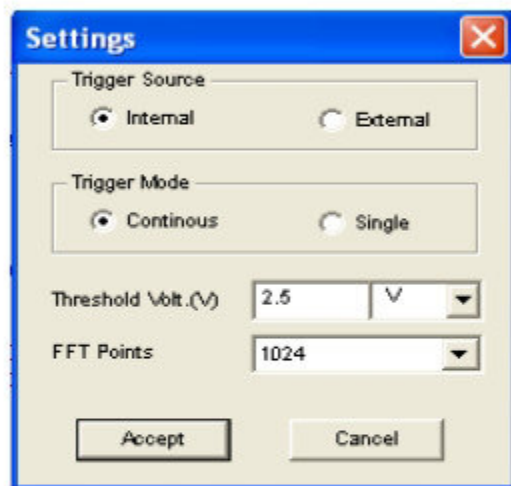 Settings
Trigger Source
Internal External
Trigger Mode
Continous Single
Threshold Volt.(V) 2.5 V
FFT Points 1024
Accept Cancel